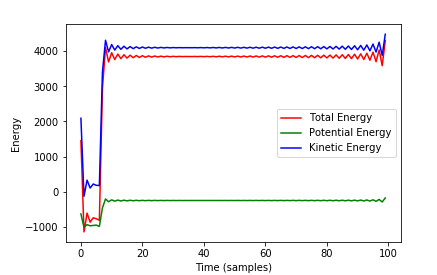 4000
3000
2000
1000
0
−1000
Energy
Total Energy
Potential Energy
Kinetic Energy
0 20 40 60 80 100
Time (samples)